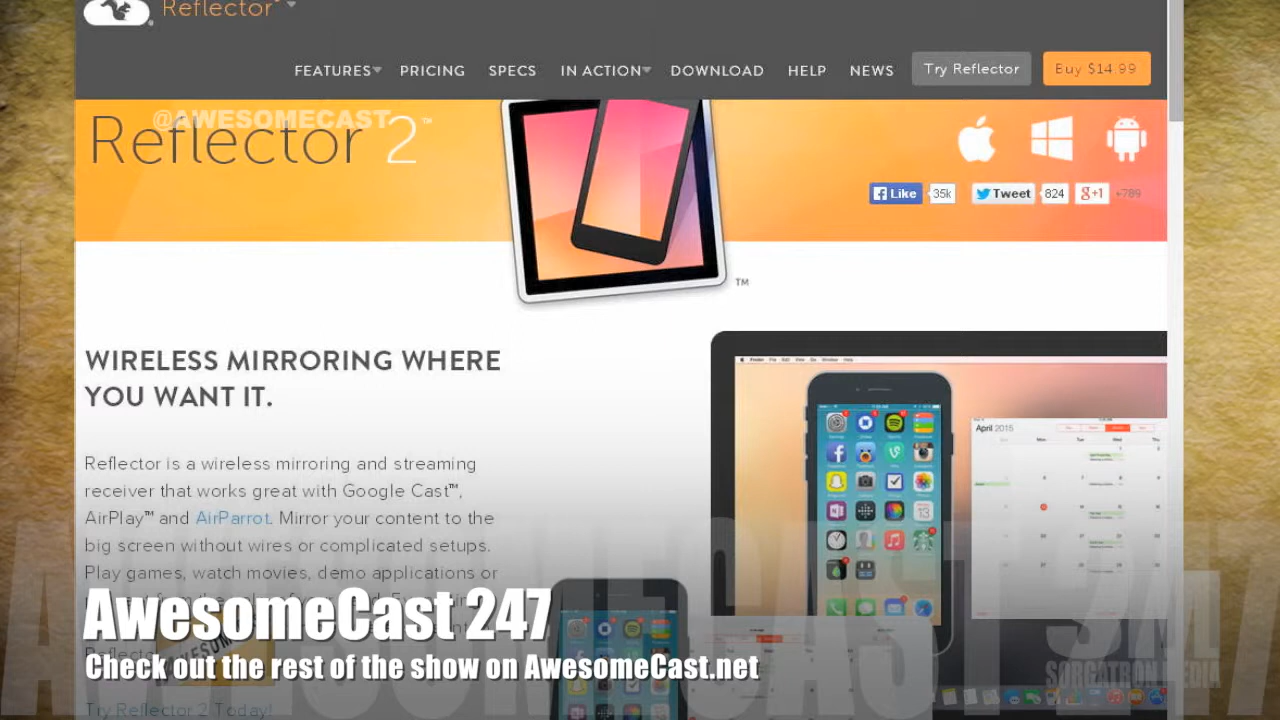 Reflector
FEATURES PRICING SPECS IN ACTION DOWNLOAD HELP NEWS Try Reflector Buy $14.99
@AWESOMECAST
Reflector 2™
Like 35k Tweet 824 g+1 +789
TM
WIRELESS MIRRORING WHERE
YOU WANT IT.
April 2015
Reflector is a wireless mirroring and streaming
receiver that works great with Google Cast™,
AirPlay™ and AirParrot. Mirror your content to the
big screen without wires or complicated setups.
Play games, watch movies, demo applications or
AwesomeCast 247
Check out the rest of the show on AwesomeCast.net
AWESOMECAST 247
SORGATRON MEDIA
Try Reflector 2 Today!